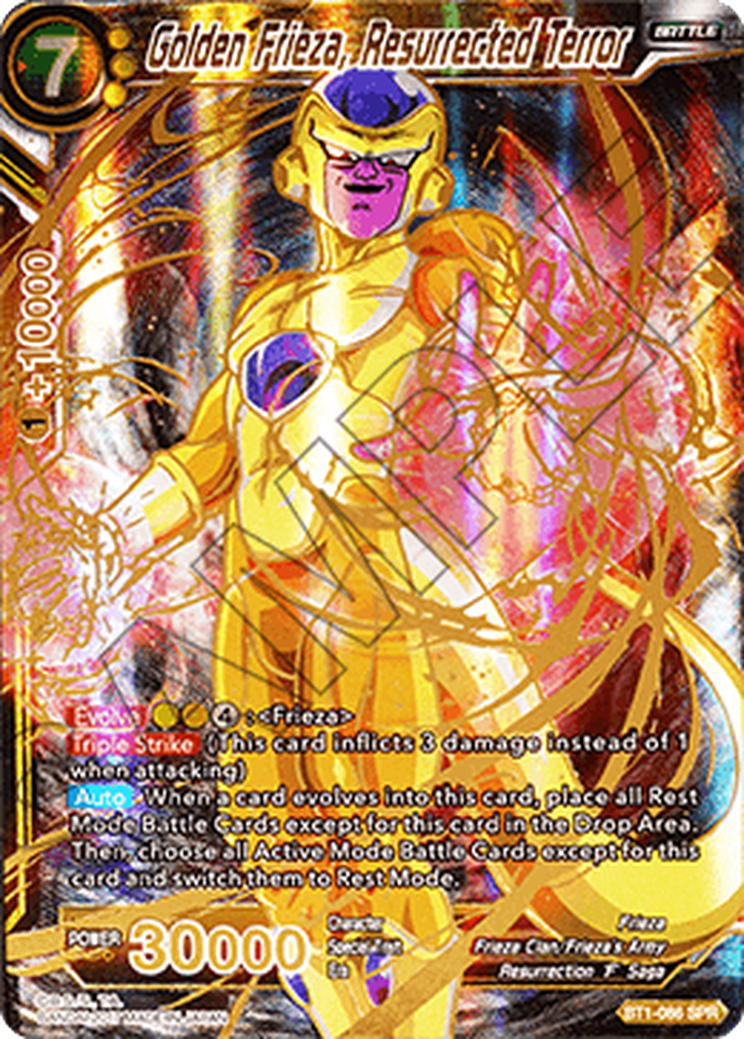 7
Golden Frieza, Resurrected Terror
BATTLE
1 +10000
SAMPLE
Evolve 4 : <Frieza>
Triple Strike (This card inflicts 3 damage instead of 1
when attacking)
Auto When a card evolves into this card, place all Rest
Mode Battle Cards except for this card in the Drop Area.
Then, choose all Active Mode Battle Cards except for this
card and switch them to Rest Mode.
POWER 30000
Character Frieza
Special Trait Frieza Clan/Frieza's Army
Era Resurrection 'F' Saga
BT1-086 SPR